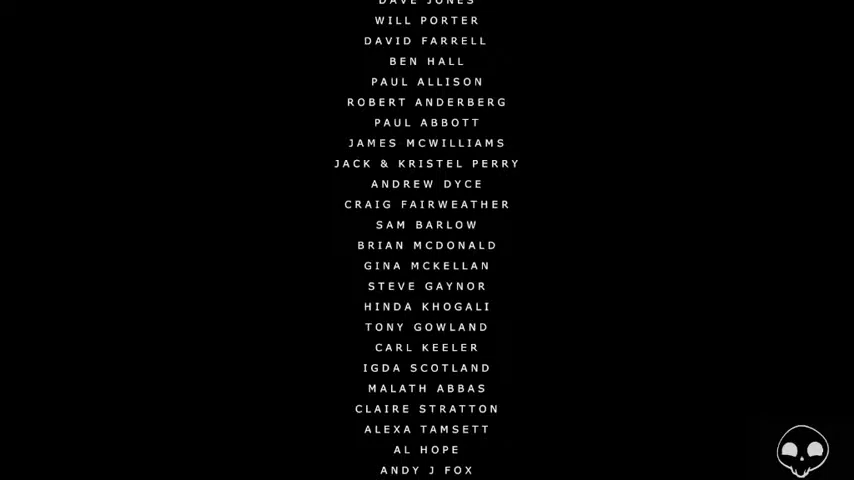 DAVE JONES
WILL PORTER
DAVID FARRELL
BEN HALL
PAUL ALLISON
ROBERT ANDERBERG
PAUL ABBOTT
JAMES MCWILLIAMS
JACK & KRISTEL PERRY
ANDREW DYCE
CRAIG FAIRWEATHER
SAM BARLOW
BRIAN MCDONALD
GINA MCKELLAN
STEVE GAYNOR
HINDA KHOGALI
TONY GOWLAND
CARL KEELER
IGDA SCOTLAND
MALATH ABBAS
CLAIRE STRATTON
ALEXA TAMSETT
AL HOPE
ANDY J FOX